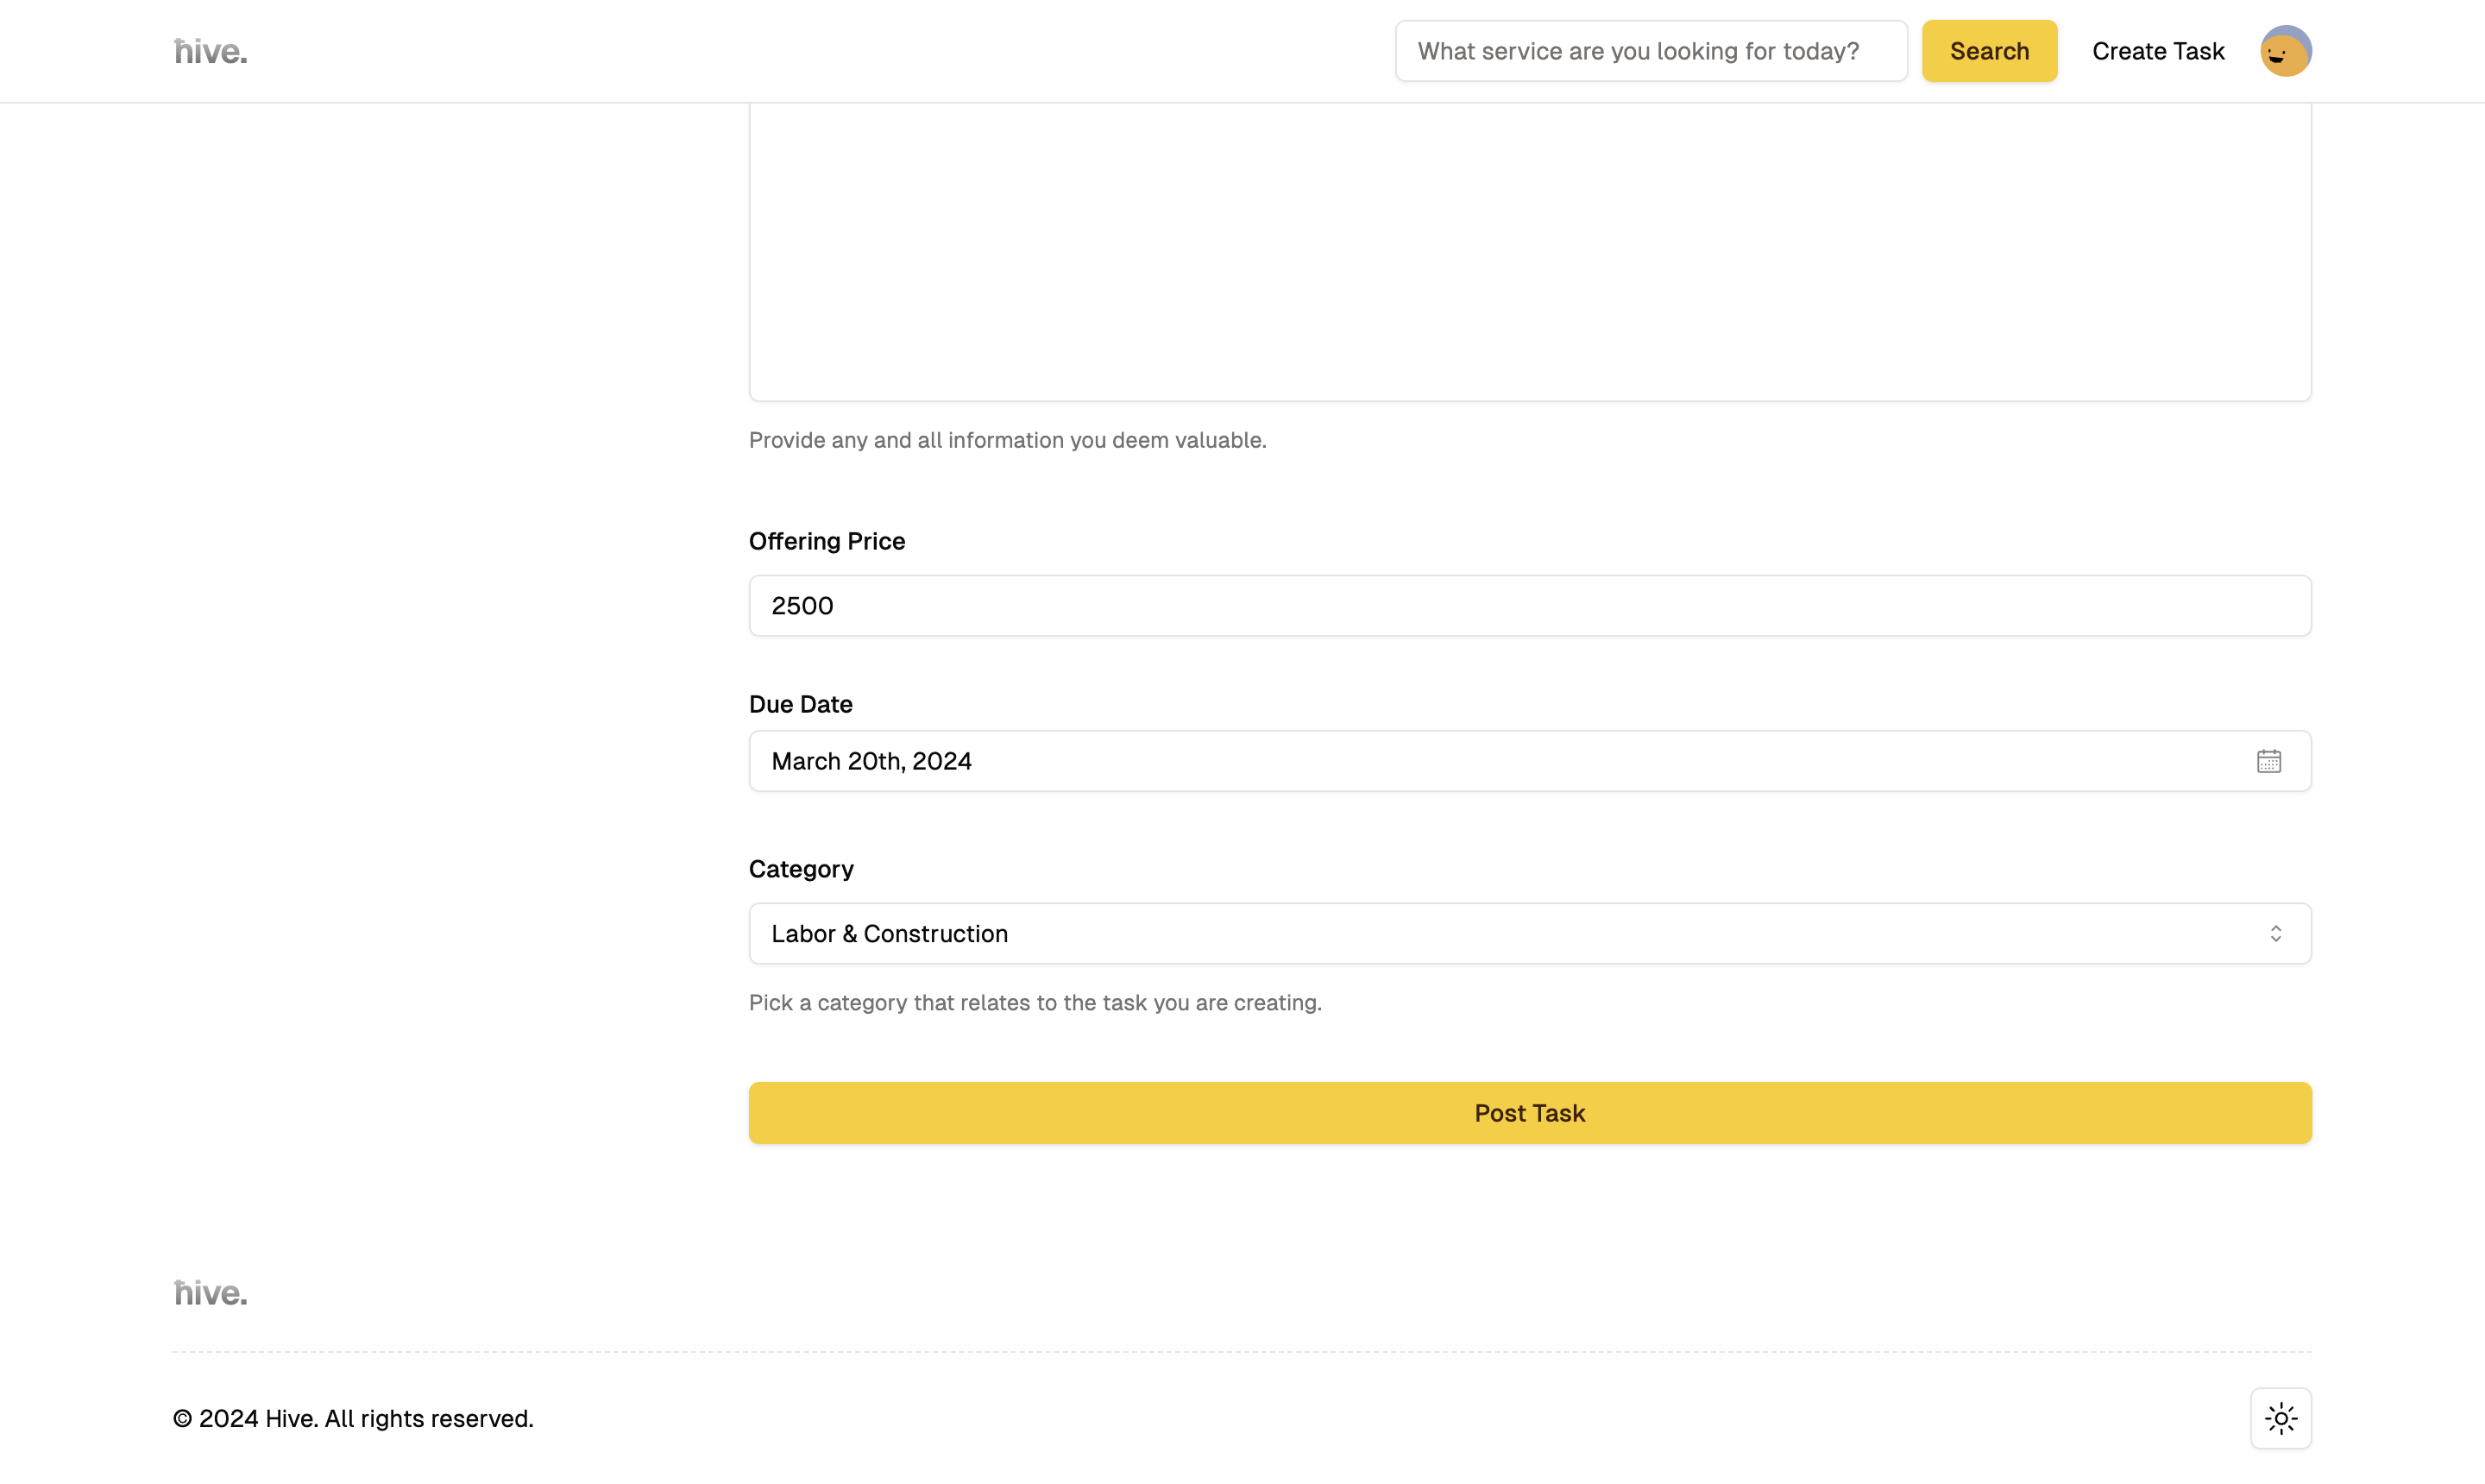 hive.
What service are you looking for today?
Search
Create Task
Provide any and all information you deem valuable.
Offering Price
2500
Due Date
March 20th, 2024
Category
Labor & Construction
Pick a category that relates to the task you are creating.
Post Task
hive.
© 2024 Hive. All rights reserved.